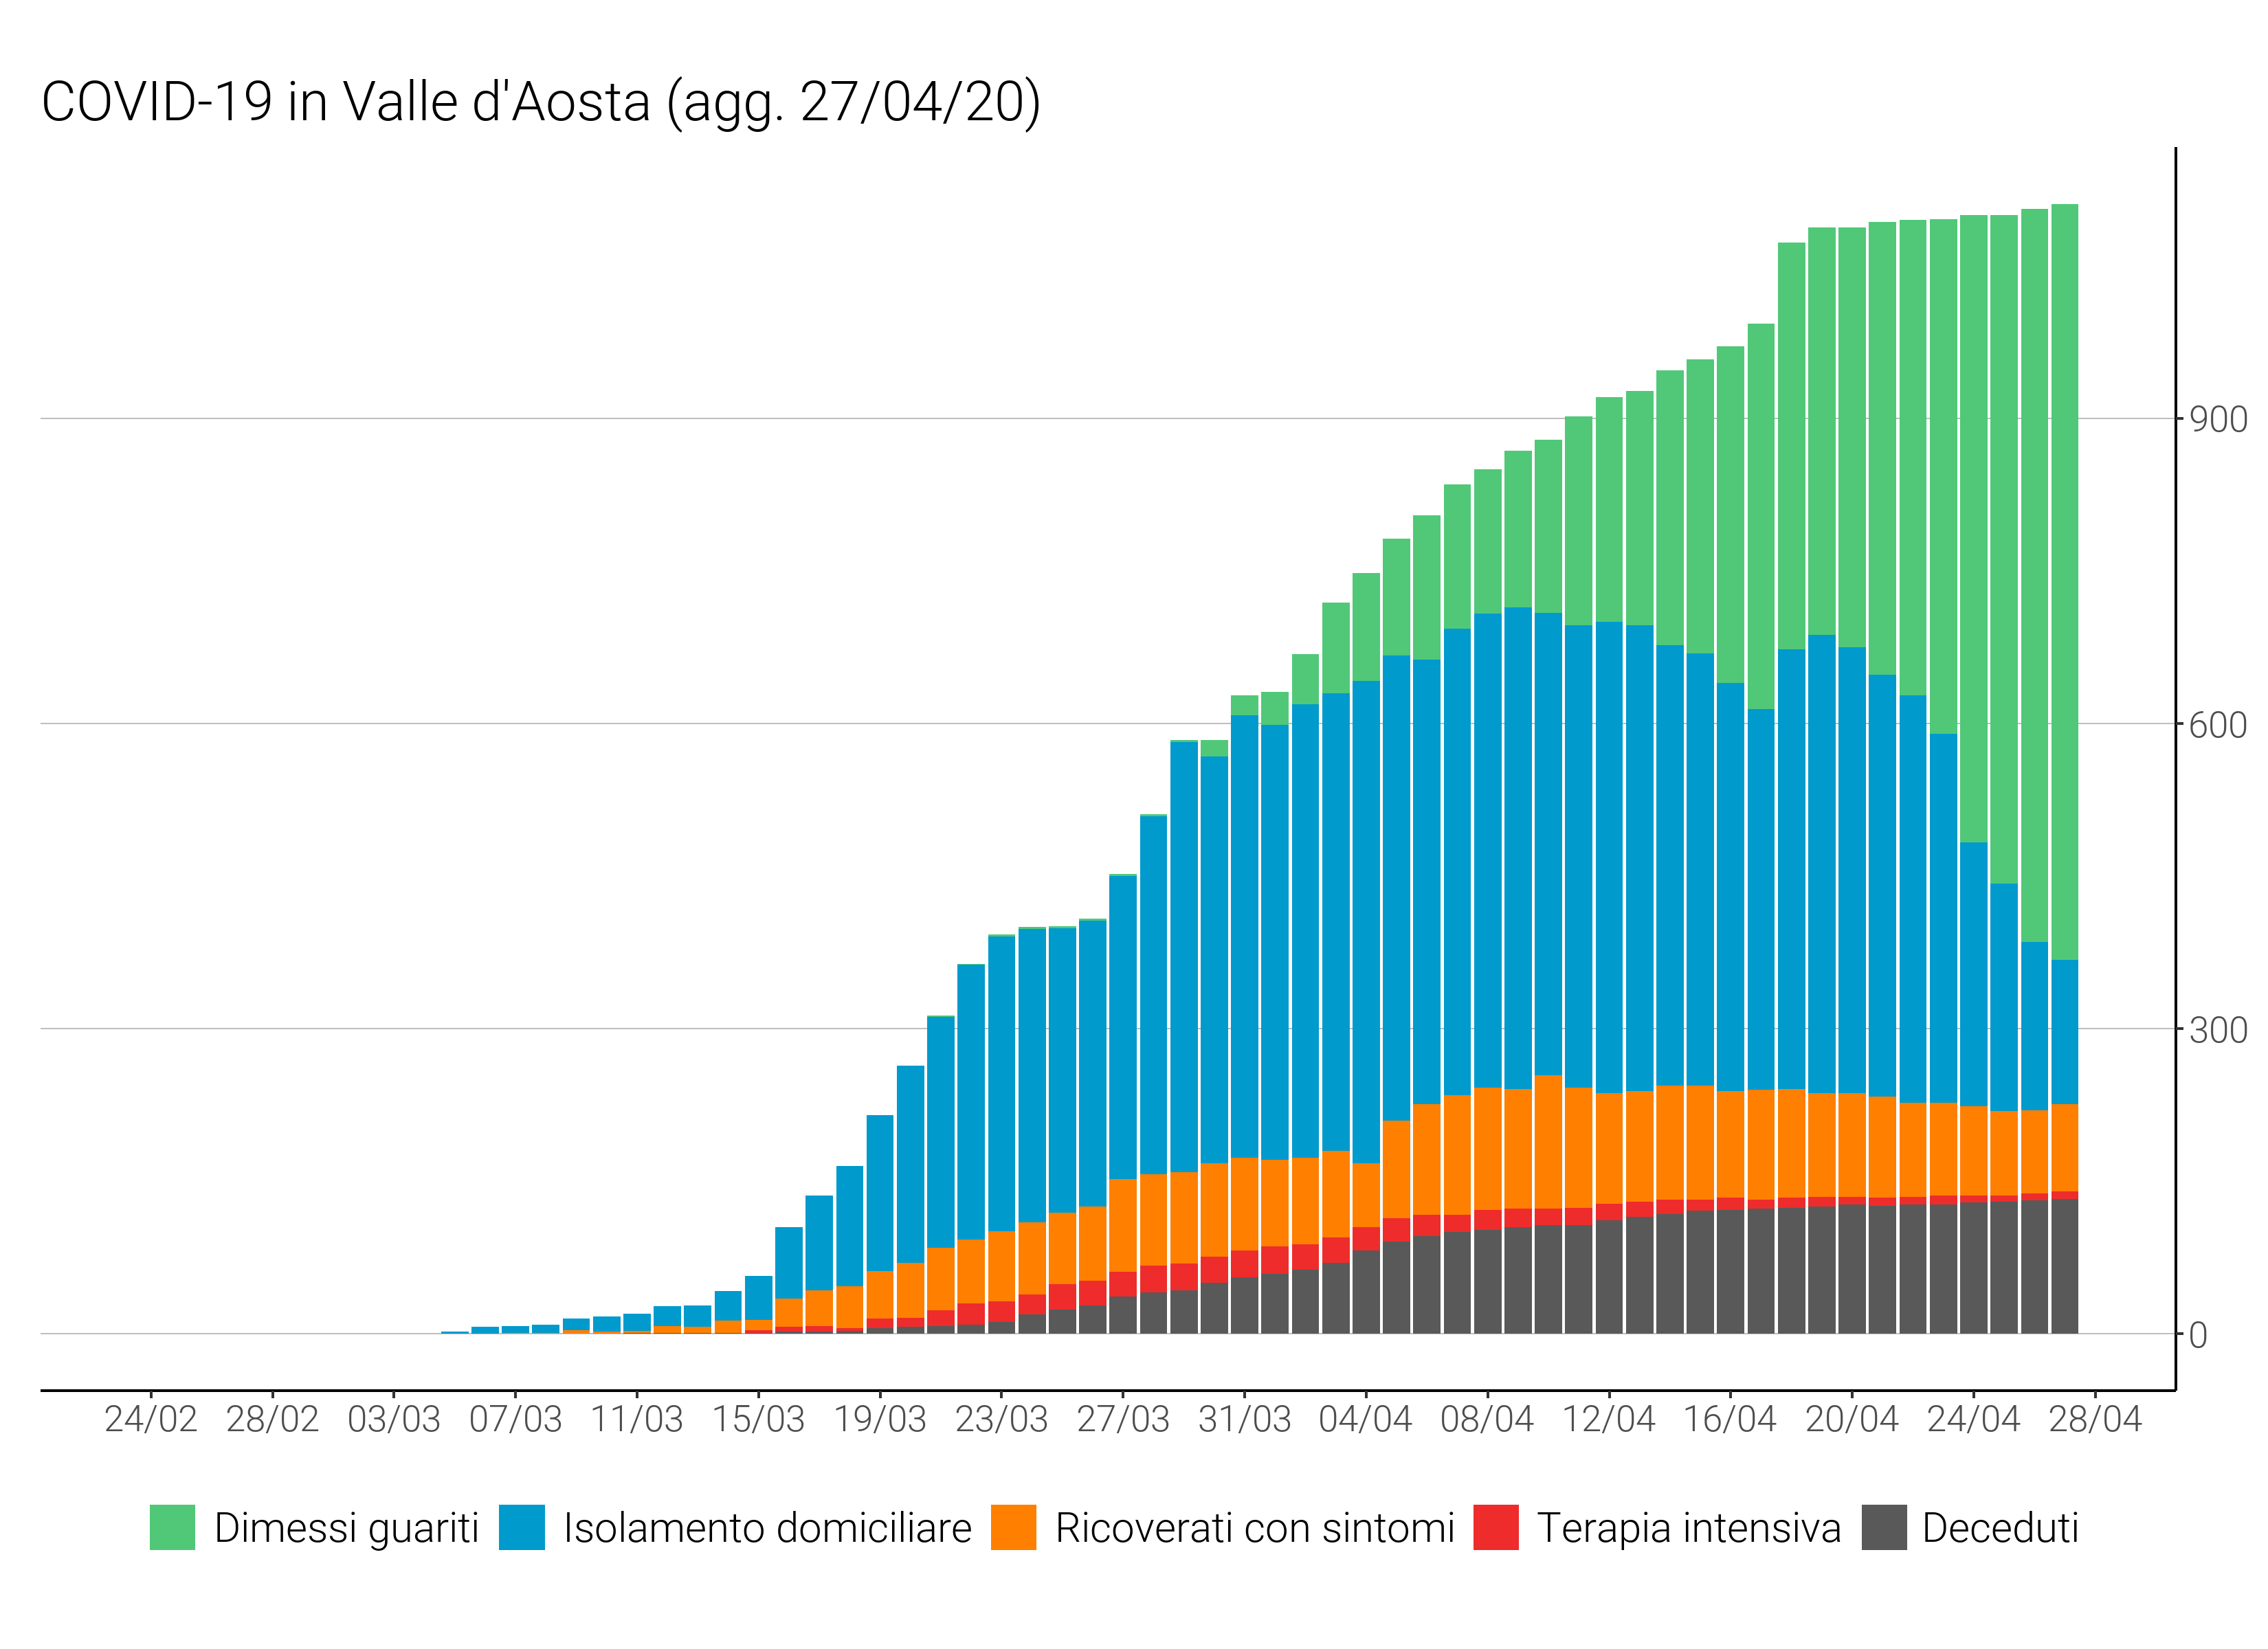 COVID-19 in Valle d'Aosta (agg. 27/04/20)
900
600
300
0
24/02 28/02 03/03 07/03 11/03 15/03 19/03 23/03 27/03 31/03 04/04 08/04 12/04 16/04 20/04 24/04 28/04
Dimessi guariti Isolamento domiciliare Ricoverati con sintomi Terapia intensiva Deceduti